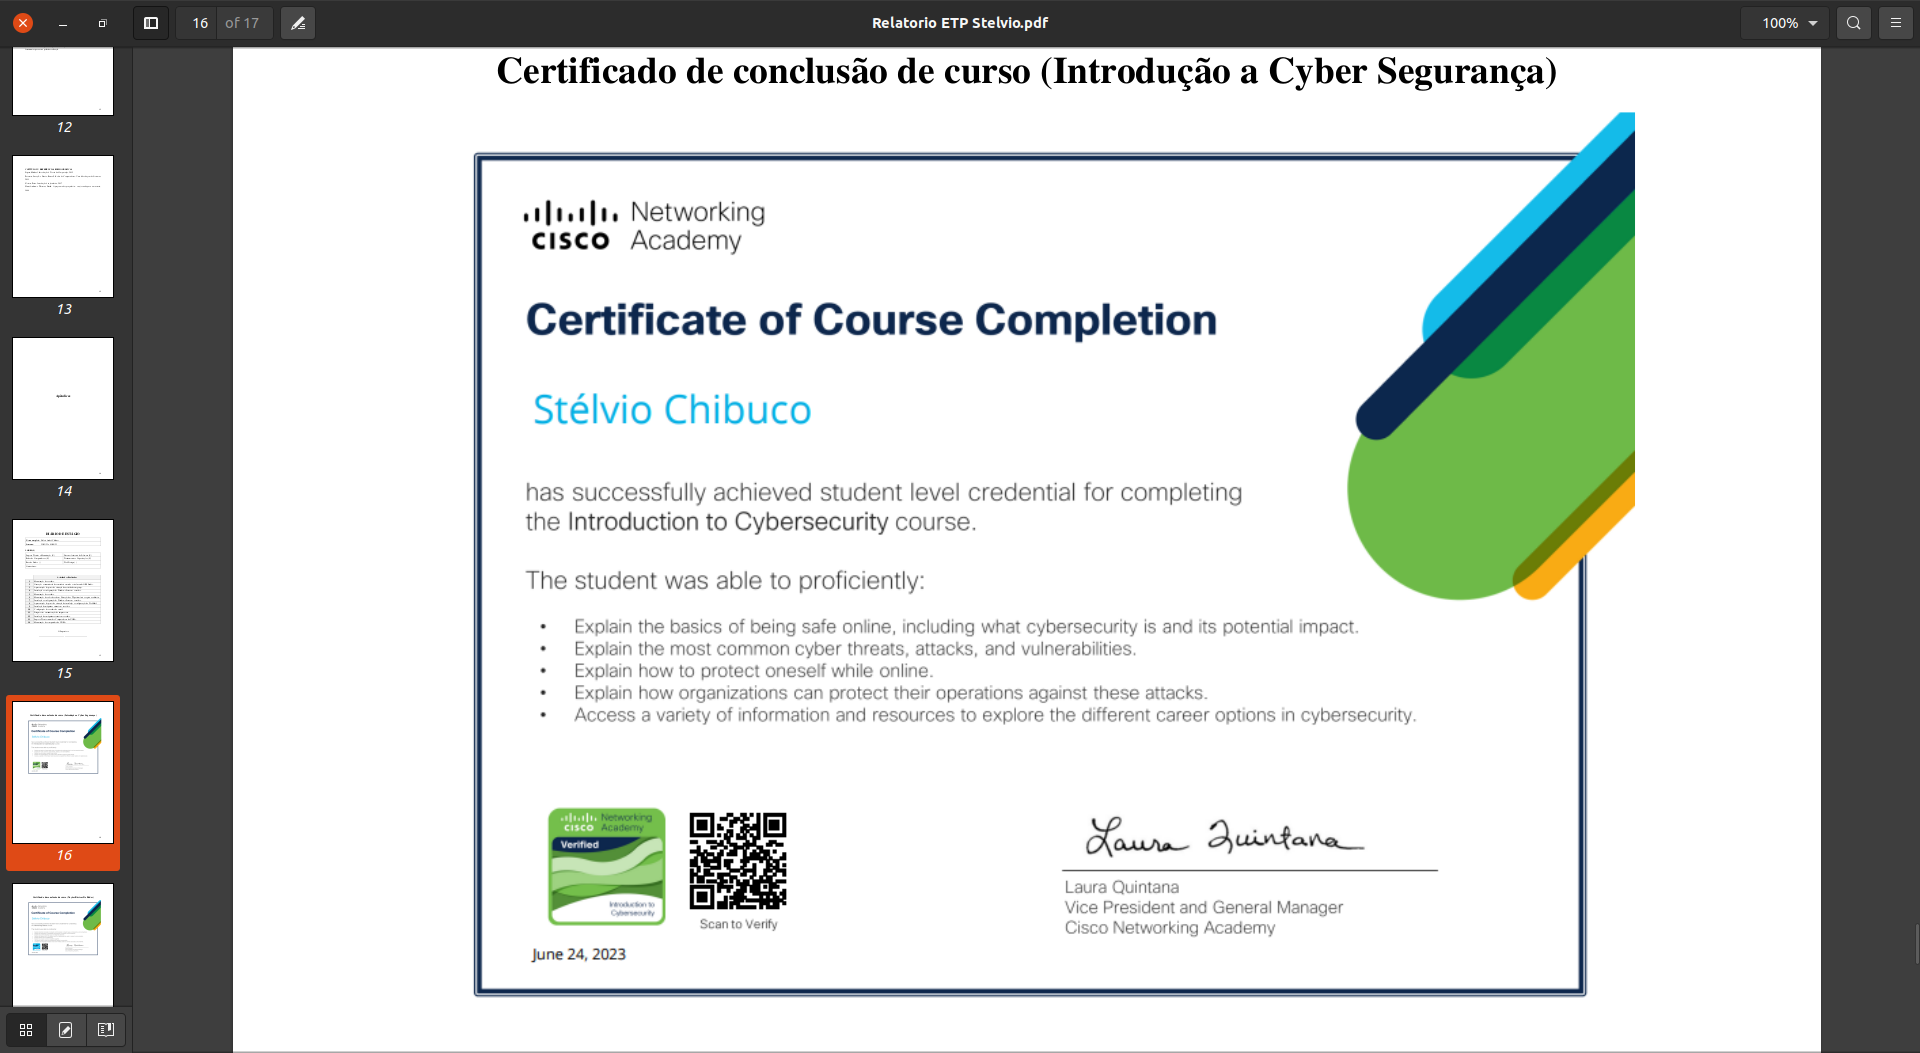 16 of 17
Relatorio ETP Stelvio.pdf
100%
12
13
14
15
16
Certificado de conclusão de curso (Introdução a Cyber Segurança)
CISCO Networking Academy
Certificate of Course Completion
Stélvio Chibuco
has successfully achieved student level credential for completing
the Introduction to Cybersecurity course.
The student was able to proficiently:
• Explain the basics of being safe online, including what cybersecurity is and its potential impact.
• Explain the most common cyber threats, attacks, and vulnerabilities.
• Explain how to protect oneself while online.
• Explain how organizations can protect their operations against these attacks.
• Access a variety of information and resources to explore the different career options in cybersecurity.
CISCO Networking Academy
Verified
Introduction to
Cybersecurity
Scan to Verify
June 24, 2023
Laura Quintana
Laura Quintana
Vice President and General Manager
Cisco Networking Academy